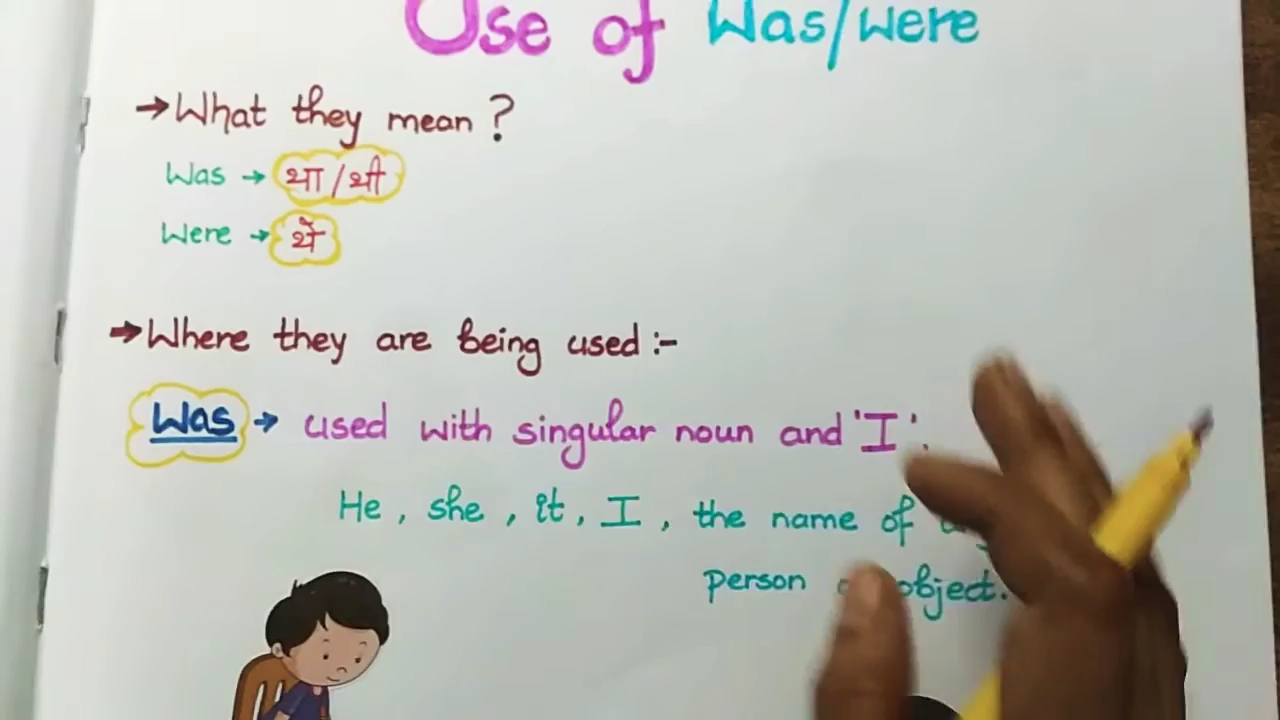 Use of Was/were
→What they mean ?
Was → था / थी
Were → थे
→Where they are being used :-
Was → used with singular noun and 'I'.
He , she , it , I , the name of
person object.